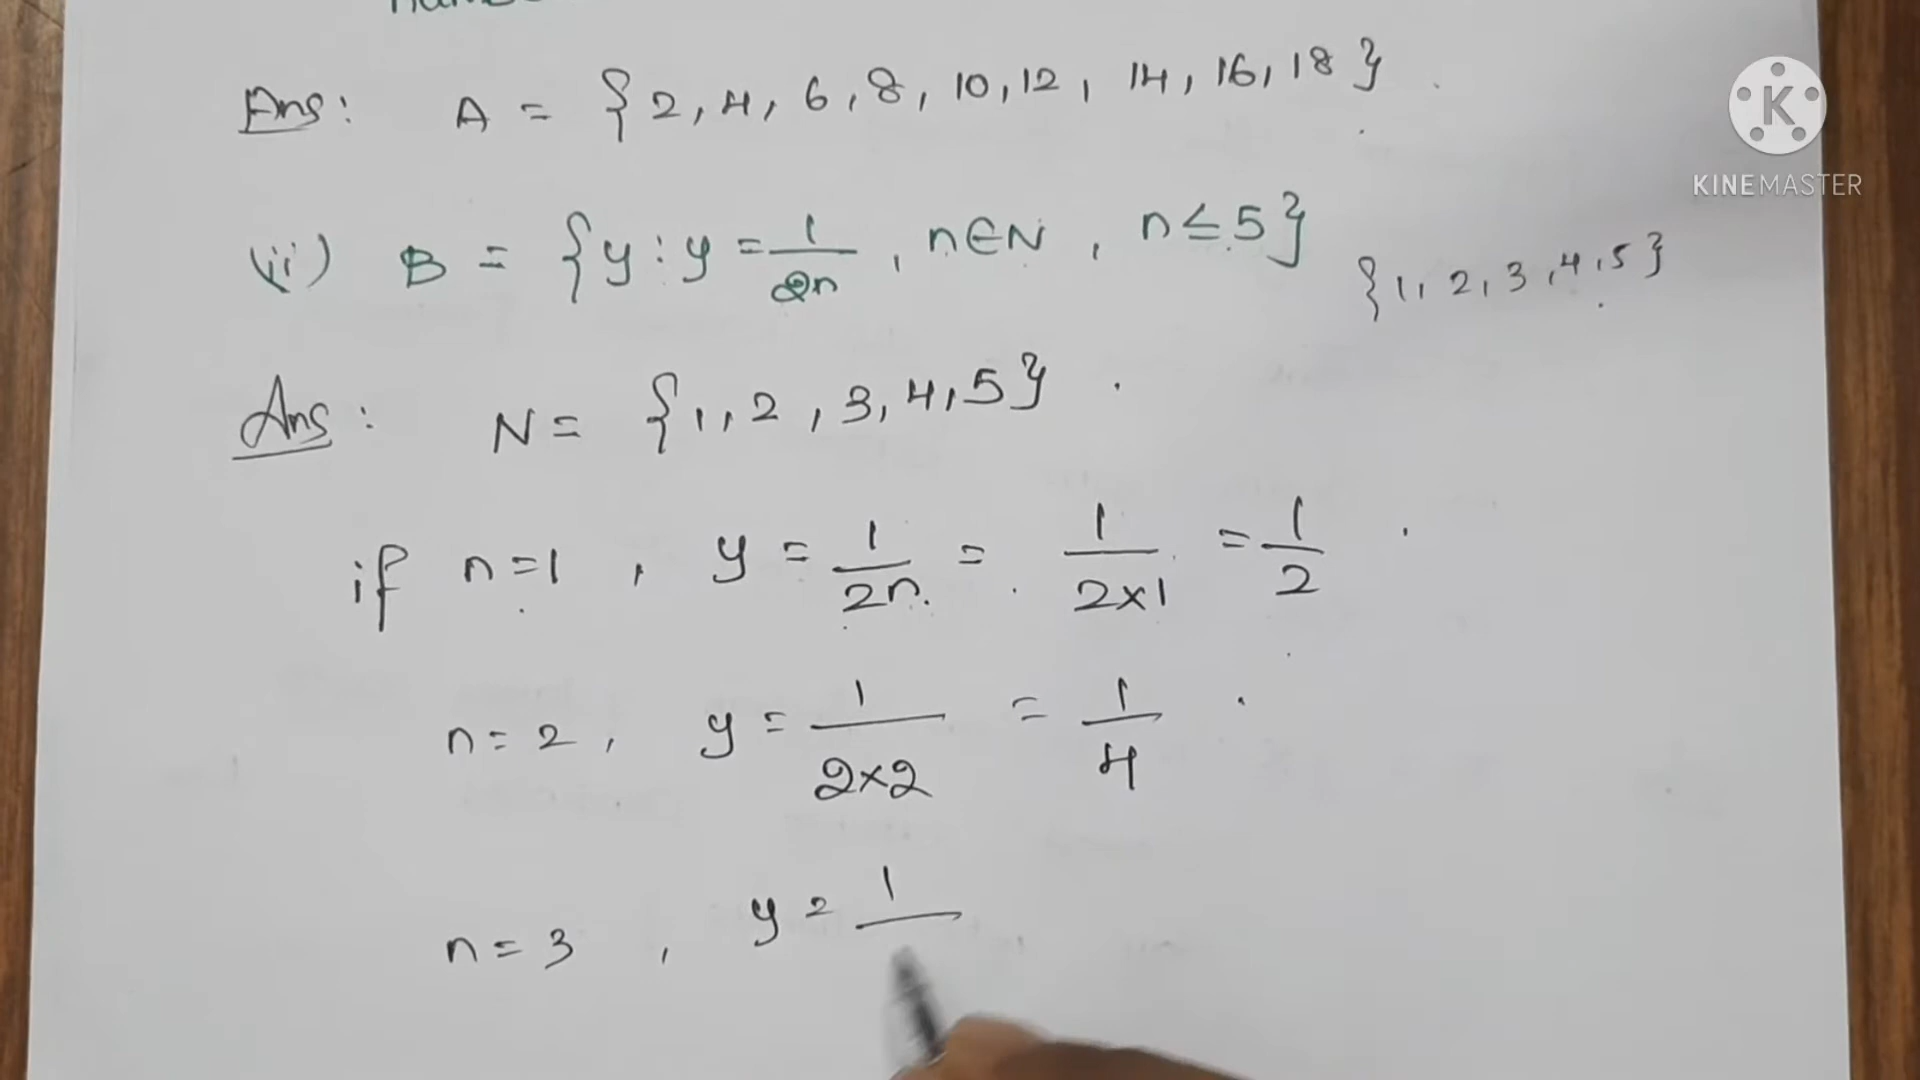 Ans: A = {2, 4, 6, 8, 10, 12, 14, 16, 18}
(ii) B = {y : y = 1/2n, n∈N, n≤5}
{1, 2, 3, 4, 5}
Ans: N = {1, 2, 3, 4, 5}
if n=1, y = 1/2n = 1/2×1 = 1/2
n=2, y = 1/2×2 = 1/4
n=3, y = 1/
K
KINEMASTER